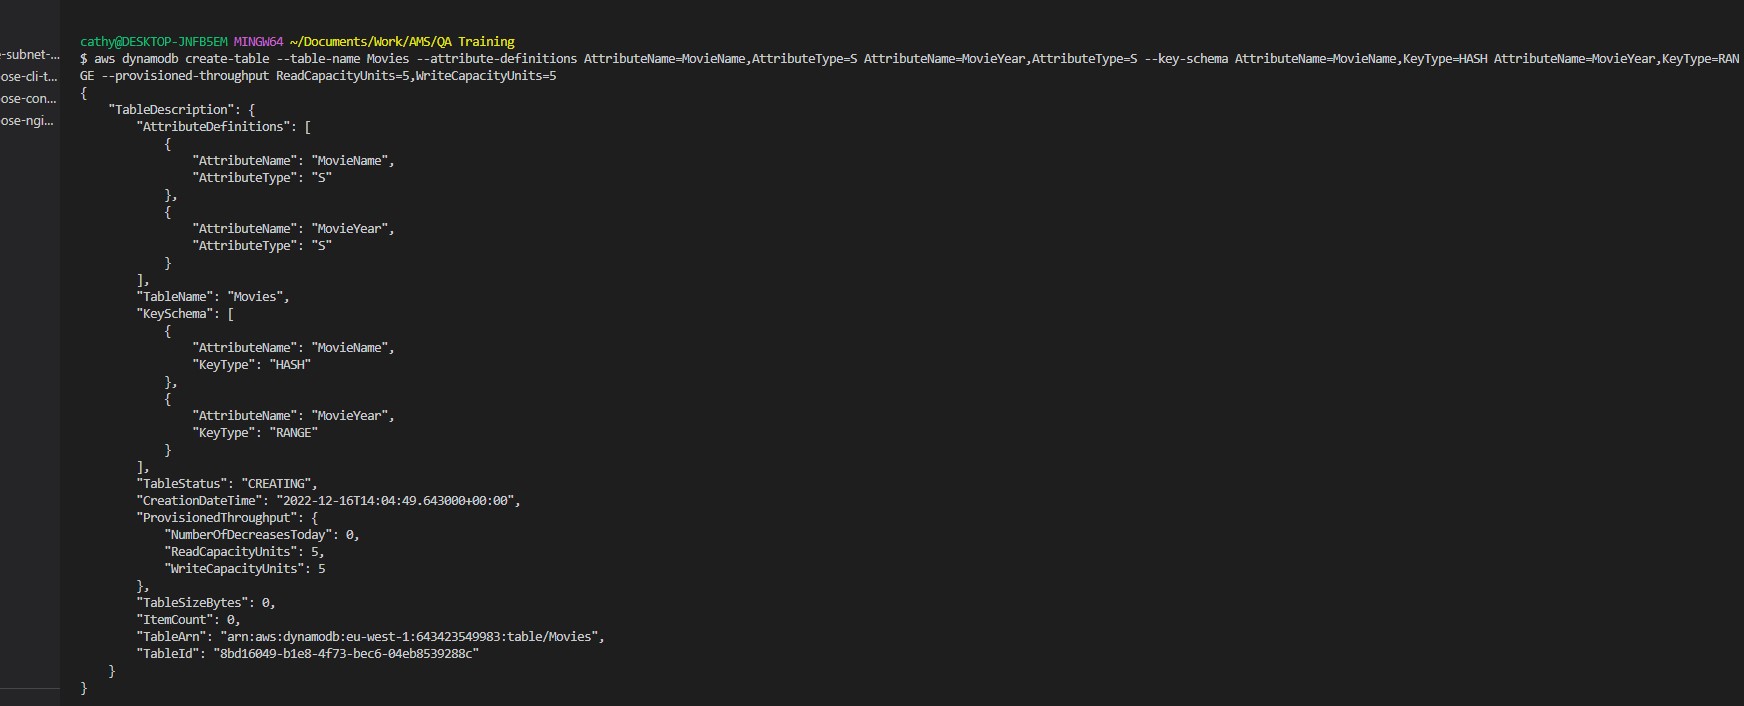 e-subnet-...
ose-cli-t...
ose-con...
ose-ngi...
cathy@DESKTOP-JNFB5EM MINGW64 ~/Documents/Work/AMS/QA Training
$ aws dynamodb create-table --table-name Movies --attribute-definitions AttributeName=MovieName,AttributeType=S AttributeName=MovieYear,AttributeType=S --key-schema AttributeName=MovieName,KeyType=HASH AttributeName=MovieYear,KeyType=RAN
GE --provisioned-throughput ReadCapacityUnits=5,WriteCapacityUnits=5
{
    "TableDescription": {
        "AttributeDefinitions": [
            {
                "AttributeName": "MovieName",
                "AttributeType": "S"
            },
            {
                "AttributeName": "MovieYear",
                "AttributeType": "S"
            }
        ],
        "TableName": "Movies",
        "KeySchema": [
            {
                "AttributeName": "MovieName",
                "KeyType": "HASH"
            },
            {
                "AttributeName": "MovieYear",
                "KeyType": "RANGE"
            }
        ],
        "TableStatus": "CREATING",
        "CreationDateTime": "2022-12-16T14:04:49.643000+00:00",
        "ProvisionedThroughput": {
            "NumberOfDecreasesToday": 0,
            "ReadCapacityUnits": 5,
            "WriteCapacityUnits": 5
        },
        "TableSizeBytes": 0,
        "ItemCount": 0,
        "TableArn": "arn:aws:dynamodb:eu-west-1:643423549983:table/Movies",
        "TableId": "8bd16049-b1e8-4f73-bec6-04eb8539288c"
    }
}